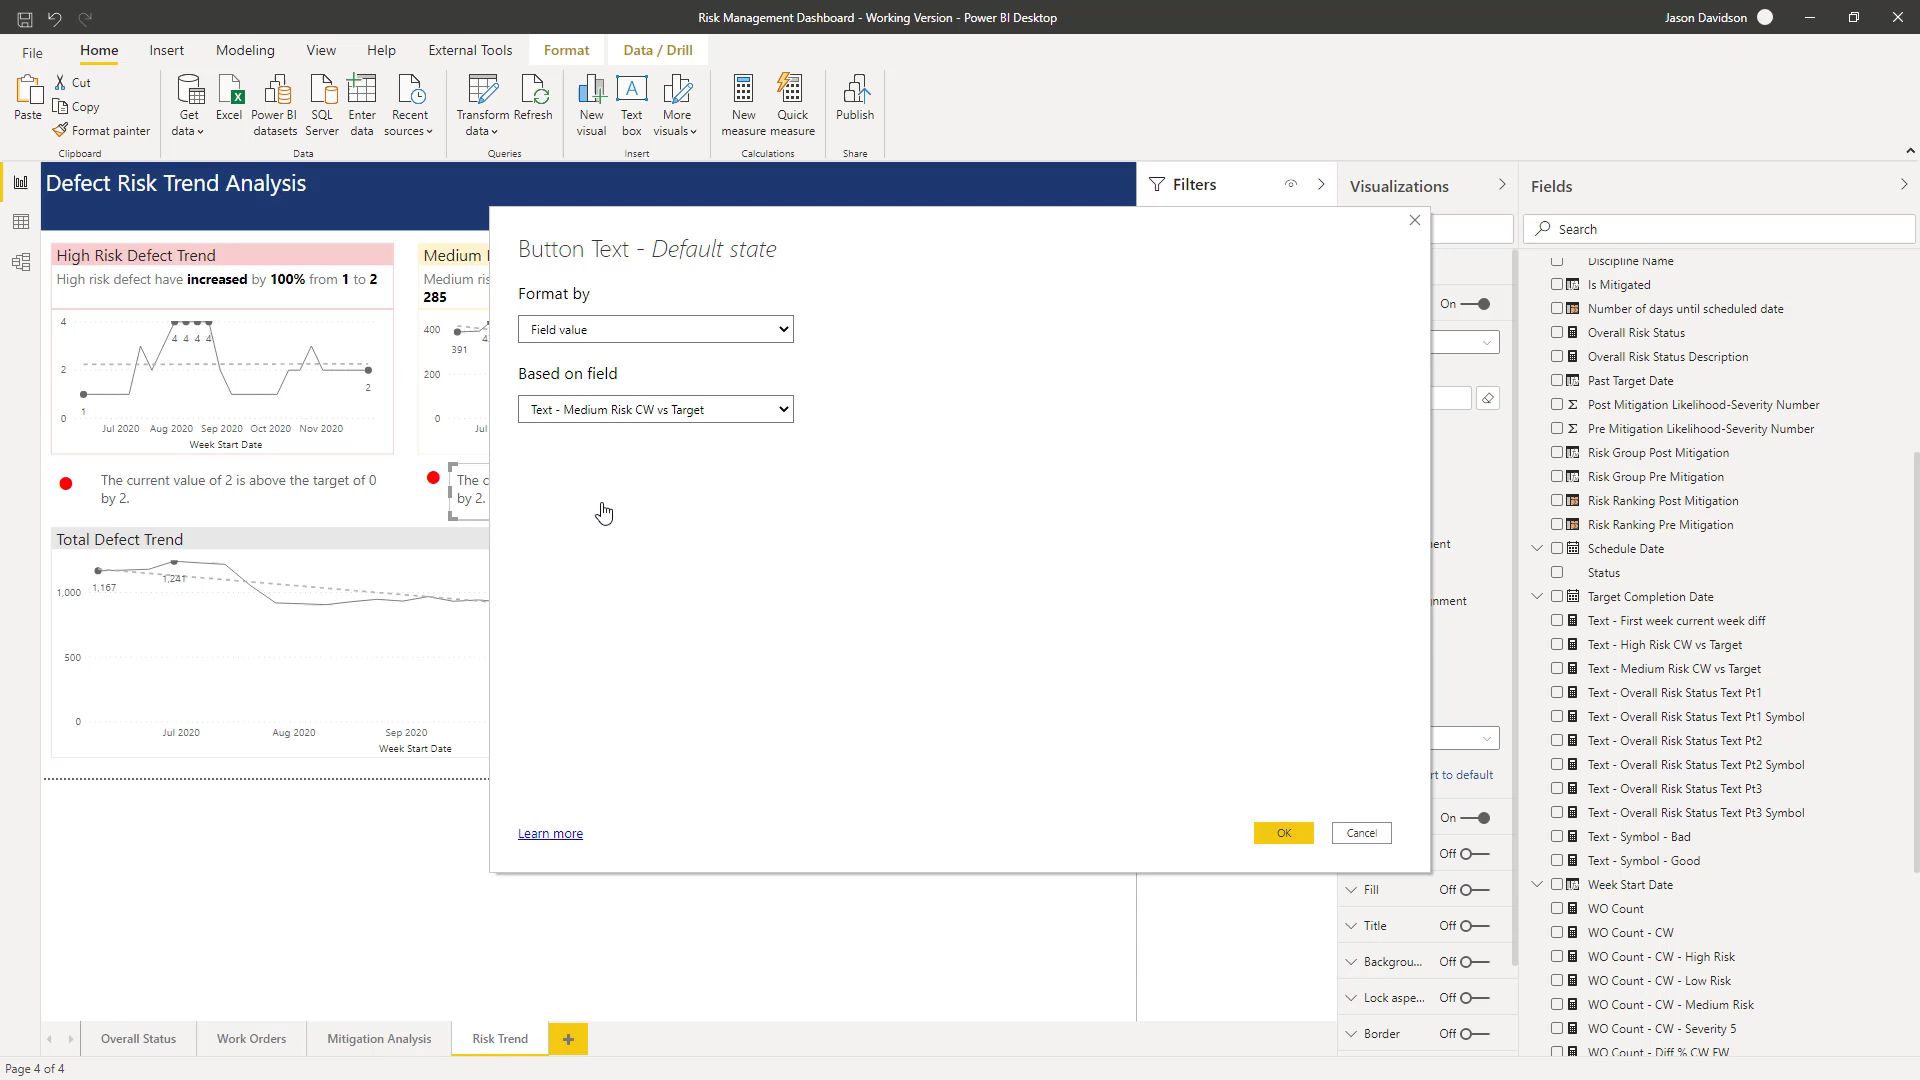 Risk Management Dashboard - Working Version - Power BI Desktop
Jason Davidson
File
Home
Insert
Modeling
View
Help
External Tools
Format
Data / Drill
Paste
Cut
Copy
Format painter
Clipboard
Get data
Excel
Power BI datasets
SQL Server
Enter data
Recent sources
Data
Transform data
Refresh
Queries
New visual
Text box
More visuals
Insert
New measure
Quick measure
Calculations
Publish
Share
Defect Risk Trend Analysis
High Risk Defect Trend
High risk defect have increased by 100% from 1 to 2
4
2
0
1
4 4 4 4
2
Jul 2020 Aug 2020 Sep 2020 Oct 2020 Nov 2020
Week Start Date
Medium
Medium ris
285
400
200
0
391
4
Jul
The current value of 2 is above the target of 0
by 2.
The c
by 2.
Total Defect Trend
1,000
500
0
1,167
1,241
Jul 2020 Aug 2020 Sep 2020
Week Start Date
Button Text - Default state
Format by
Field value
Based on field
Text - Medium Risk CW vs Target
Learn more
OK
Cancel
Filters
Visualizations
On
ent
nment
rt to default
On
Off
Fill Off
Title Off
Backgrou... Off
Lock aspe... Off
Border Off
Fields
Search
Discipline Name
Is Mitigated
Number of days until scheduled date
Overall Risk Status
Overall Risk Status Description
Past Target Date
Post Mitigation Likelihood-Severity Number
Pre Mitigation Likelihood-Severity Number
Risk Group Post Mitigation
Risk Group Pre Mitigation
Risk Ranking Post Mitigation
Risk Ranking Pre Mitigation
Schedule Date
Status
Target Completion Date
Text - First week current week diff
Text - High Risk CW vs Target
Text - Medium Risk CW vs Target
Text - Overall Risk Status Text Pt1
Text - Overall Risk Status Text Pt1 Symbol
Text - Overall Risk Status Text Pt2
Text - Overall Risk Status Text Pt2 Symbol
Text - Overall Risk Status Text Pt3
Text - Overall Risk Status Text Pt3 Symbol
Text - Symbol - Bad
Text - Symbol - Good
Week Start Date
WO Count
WO Count - CW
WO Count - CW - High Risk
WO Count - CW - Low Risk
WO Count - CW - Medium Risk
WO Count - CW - Severity 5
WO Count - Diff % CW FW
Overall Status
Work Orders
Mitigation Analysis
Risk Trend
Page 4 of 4